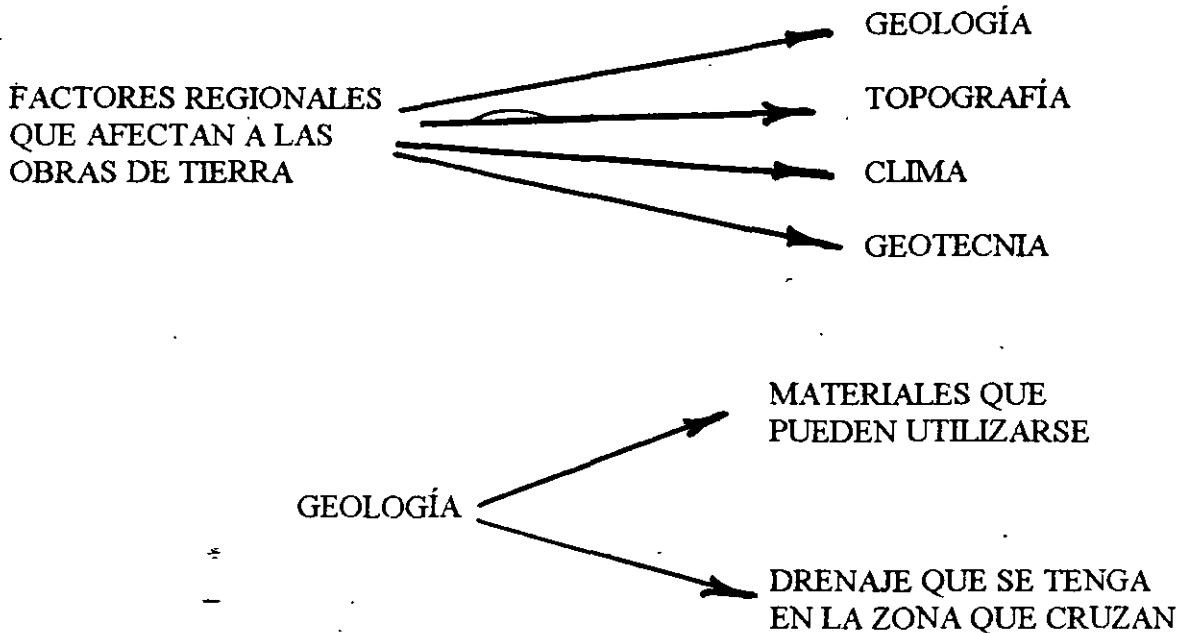 FACTORES REGIONALES
QUE AFECTAN A LAS
OBRAS DE TIERRA
GEOLOGÍA
TOPOGRAFÍA
CLIMA
GEOTECNIA
GEOLOGÍA
MATERIALES QUE
PUEDEN UTILIZARSE
DRENAJE QUE SE TENGA
EN LA ZONA QUE CRUZAN